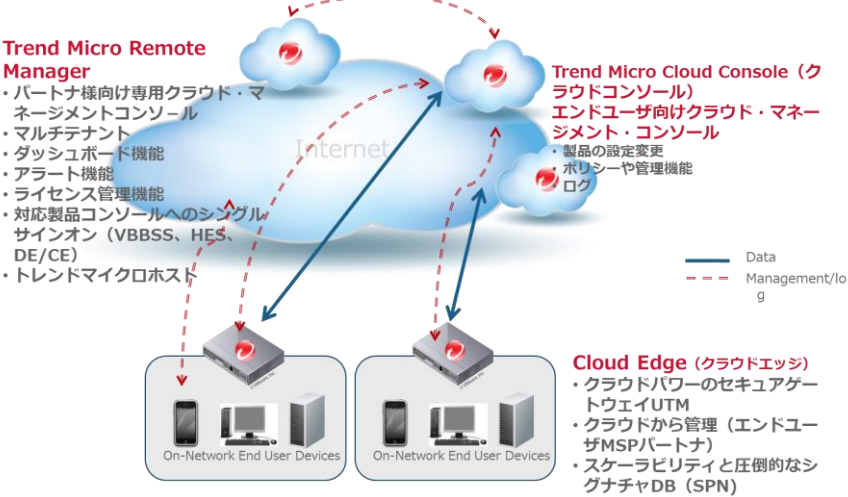 Trend Micro Remote
Manager
・パートナ様向け専用クラウド・マ
ネージメントコンソール
・マルチテナント
・ダッシュボード機能
・アラート機能
・ライセンス管理機能
・対応製品コンソールへのシングル
サインオン（VBBSS、HES、
DE/CE）
・トレンドマイクロホスト
Internet
Trend Micro Cloud Console（ク
ラウドコンソール）
エンドユーザ向けクラウド・マネー
ジメント・コンソール
・製品の設定変更
・ポリシーや管理機能
・ログ
Data
Management/lo
g
On-Network End User Devices
On-Network End User Devices
Cloud Edge（クラウドエッジ）
・クラウドパワーのセキュアゲー
トウェイUTM
・クラウドから管理（エンドユー
ザMSPパートナ）
・スケーラビリティと圧倒的なシ
グナチャDB（SPN)